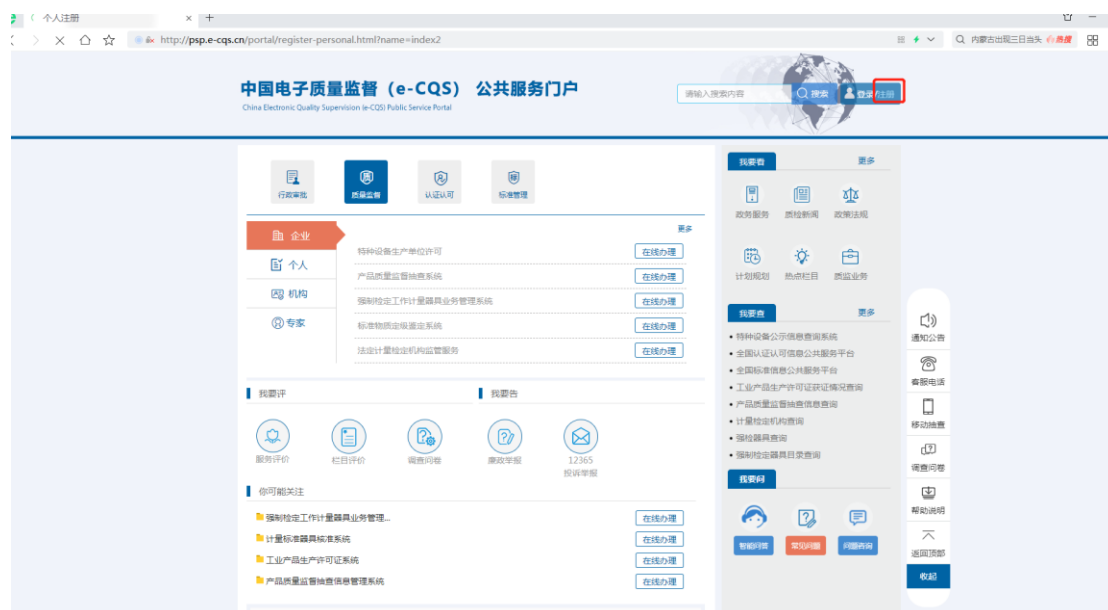 个人注册
http://psp.e-cqs.cn/portal/register-personal.html?name=index2
内蒙古出现三日当头
热搜
中国电子质量监督（e-CQS） 公共服务门户
China Electronic Quality Supervision (e-CQS) Public Service Portal
请输入搜索内容
搜索
登录/注册
行政审批
质量监督
认证认可
标准管理
企业
个人
机构
专家
更多
特种设备生产单位许可 在线办理
产品质量监督抽查系统 在线办理
强制检定工作计量器具业务管理系统 在线办理
标准物质定级鉴定系统 在线办理
法定计量检定机构监管服务 在线办理
我要评
我要告
服务评价
栏目评价
调查问卷
廉政举报
12365
投诉举报
你可能关注
强制检定工作计量器具业务管理... 在线办理
计量标准器具核准系统 在线办理
工业产品生产许可证系统 在线办理
产品质量监督抽查信息管理系统 在线办理
我要看 更多
政务服务
质检新闻
政策法规
计划规划
热点栏目
质监业务
我要查 更多
特种设备公示信息查询系统
全国认证认可信息公共服务平台
全国标准信息公共服务平台
工业产品生产许可证获证情况查询
产品质量监督抽查信息查询
计量检定机构查询
强检器具查询
强制检定器具目录查询
我要问
智能问答
常见问题
问题咨询
通知公告
客服电话
移动抽查
调查问卷
帮助说明
返回顶部
收起